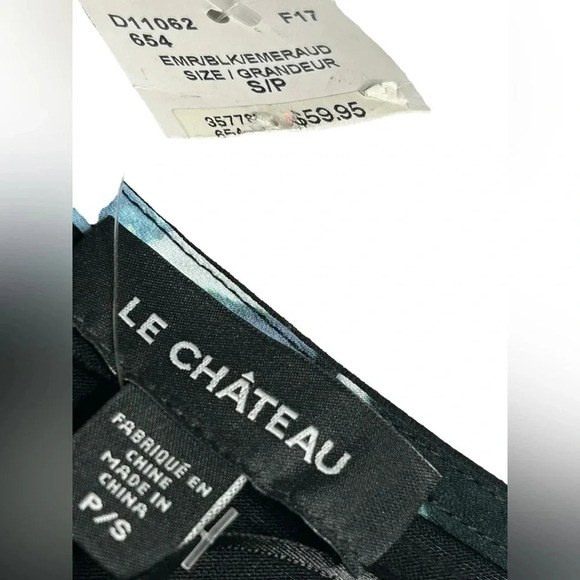 D11062 F17
654
EMR/BLK/EMERAUD
SIZE / GRANDEUR
S/P
$59.95
LE CHÂTEAU
FABRIQUÉ EN
CHINE
MADE IN
CHINA
P/S